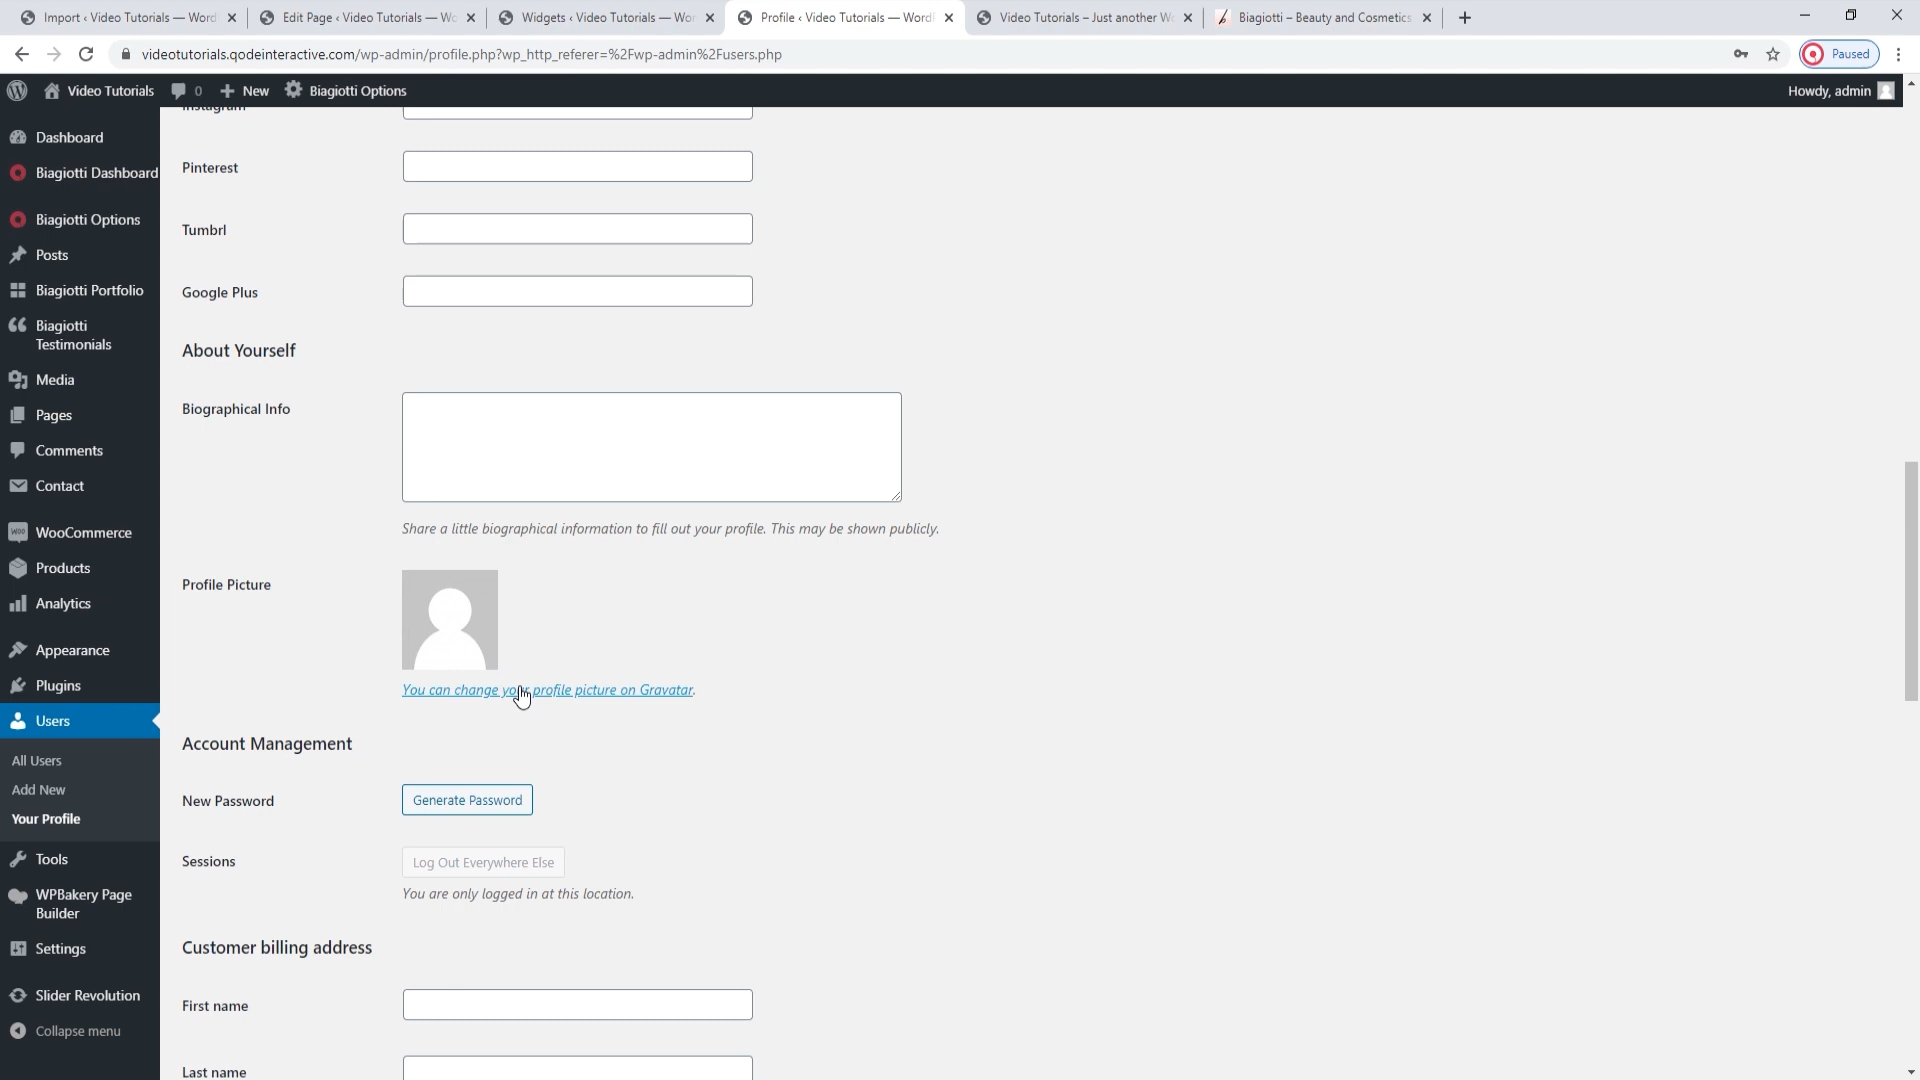 Import ‹ Video Tutorials — Word
Edit Page ‹ Video Tutorials — Wo
Widgets ‹ Video Tutorials — Wor
Profile ‹ Video Tutorials — Word
Video Tutorials – Just another Wo
Biagiotti – Beauty and Cosmetics
videotutorials.qodeinteractive.com/wp-admin/profile.php?wp_http_referer=%2Fwp-admin%2Fusers.php
Paused
Video Tutorials
0
New
Biagiotti Options
Howdy, admin
Dashboard
Biagiotti Dashboard
Biagiotti Options
Posts
Biagiotti Portfolio
Biagiotti
Testimonials
Media
Pages
Comments
Contact
WooCommerce
Products
Analytics
Appearance
Plugins
Users
All Users
Add New
Your Profile
Tools
WPBakery Page
Builder
Settings
Slider Revolution
Collapse menu
Instagram
Pinterest
Tumbrl
Google Plus
About Yourself
Biographical Info
Share a little biographical information to fill out your profile. This may be shown publicly.
Profile Picture
You can change your profile picture on Gravatar.
Account Management
New Password
Generate Password
Sessions
Log Out Everywhere Else
You are only logged in at this location.
Customer billing address
First name
Last name